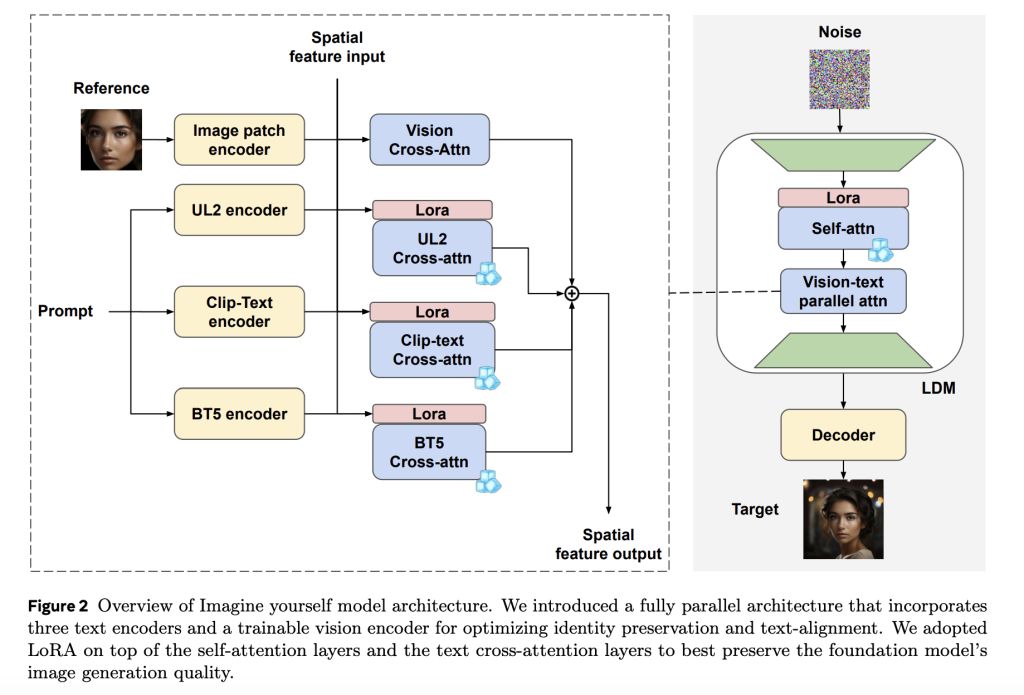 Spatial
feature input
Reference
Image patch
encoder
Vision
Cross-Attn
UL2 encoder
Lora
UL2
Cross-attn
Prompt
Clip-Text
encoder
Lora
Clip-text
Cross-attn
BT5 encoder
Lora
BT5
Cross-attn
Spatial
feature output
Noise
Lora
Self-attn
Vision-text
parallel attn
LDM
Decoder
Target
Figure 2 Overview of Imagine yourself model architecture. We introduced a fully parallel architecture that incorporates
three text encoders and a trainable vision encoder for optimizing identity preservation and text-alignment. We adopted
LoRA on top of the self-attention layers and the text cross-attention layers to best preserve the foundation model's
image generation quality.